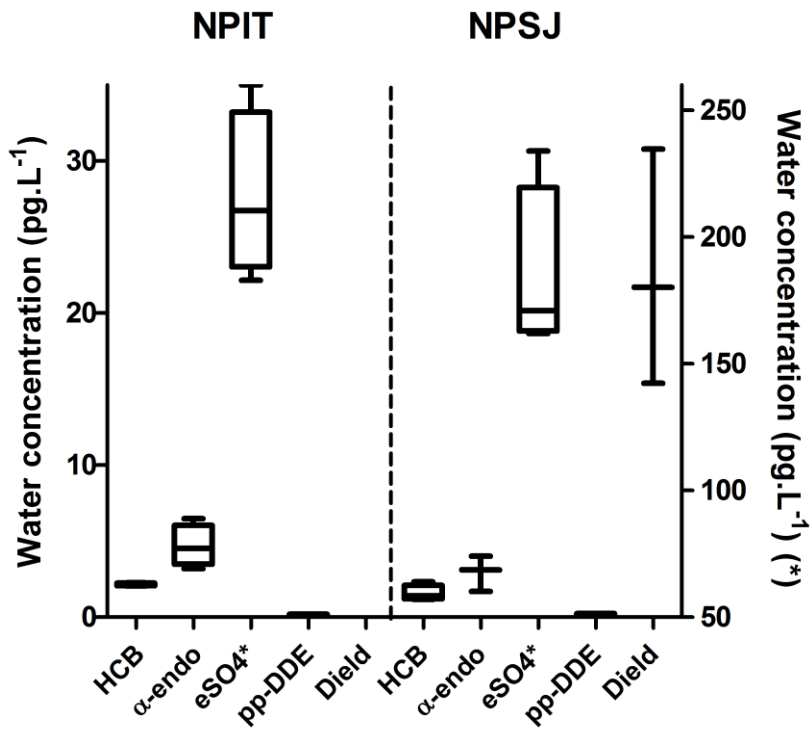 NPIT NPSJ
Water concentration (pg.L⁻¹)
30
20
10
0
250
200
150
100
50
Water concentration (pg.L⁻¹) (*)
HCB α-endo eSO4* pp-DDE Dield HCB α-endo eSO4* pp-DDE Dield